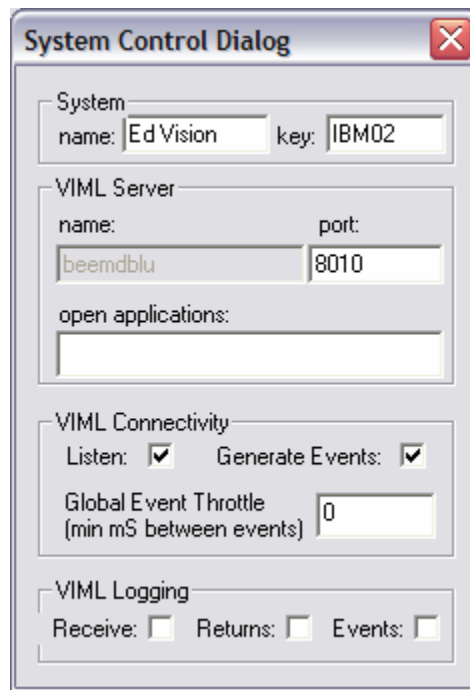 System Control Dialog
System
name: Ed Vision key: IBM02
VIML Server
name: port:
beemdblu 8010
open applications:
VIML Connectivity
Listen: Generate Events:
Global Event Throttle
(min mS between events) 0
VIML Logging
Receive: Returns: Events: